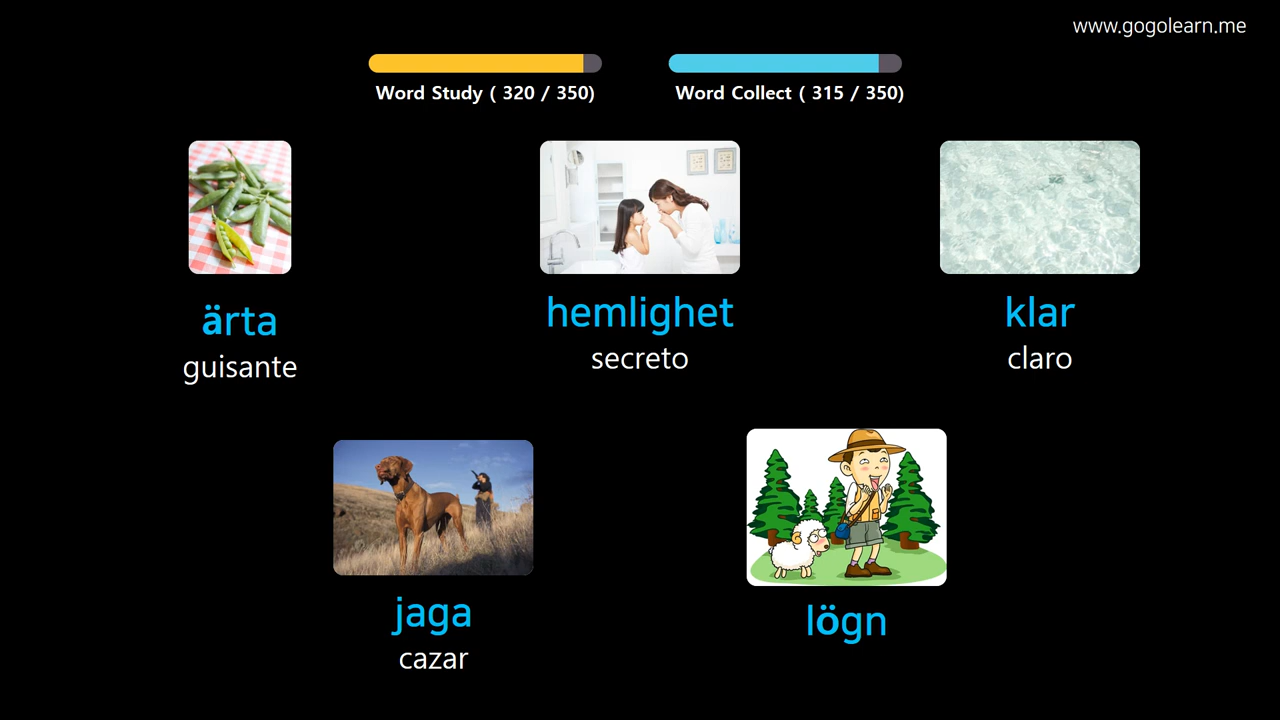 www.gogolearn.me
Word Study ( 320 / 350)
Word Collect ( 315 / 350)
ärta
guisante
hemlighet
secreto
klar
claro
jaga
cazar
lögn